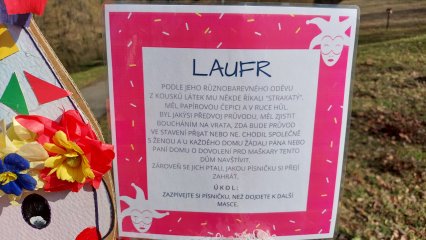 LAUFR
PODLE JEHO RŮZNOBAREVNÉHO ODĚVU
Z KOUSKŮ LÁTEK MU NĚKDE ŘÍKALI "STRAKATÝ".
MĚL PAPÍROVOU ČEPICI A V RUCE HŮL.
BYL JAKÝSI PŘEDVOJ PRŮVODU, MĚL ZJISTIT
BOUCHÁNÍM NA VRATA, ZDA BUDE PRŮVOD
VE STAVENÍ PŘIJAT NEBO NE. CHODIL SPOLEČNĚ
S ŽENOU A U KAŽDÉHO DOMU ŽÁDALI PÁNA NEBO
PANÍ DOMU O DOVOLENÍ PRO MAŠKARY TENTO
DŮM NAVŠTÍVIT.
ZÁROVEŇ SE JICH PTALI, JAKOU PÍSNIČKU SI PŘEJÍ
ZAHRÁT.
ÚKOL:
ZAZPÍVEJTE SI PÍSNIČKU, NEŽ DOJDETE K DALŠÍ
MASCE.